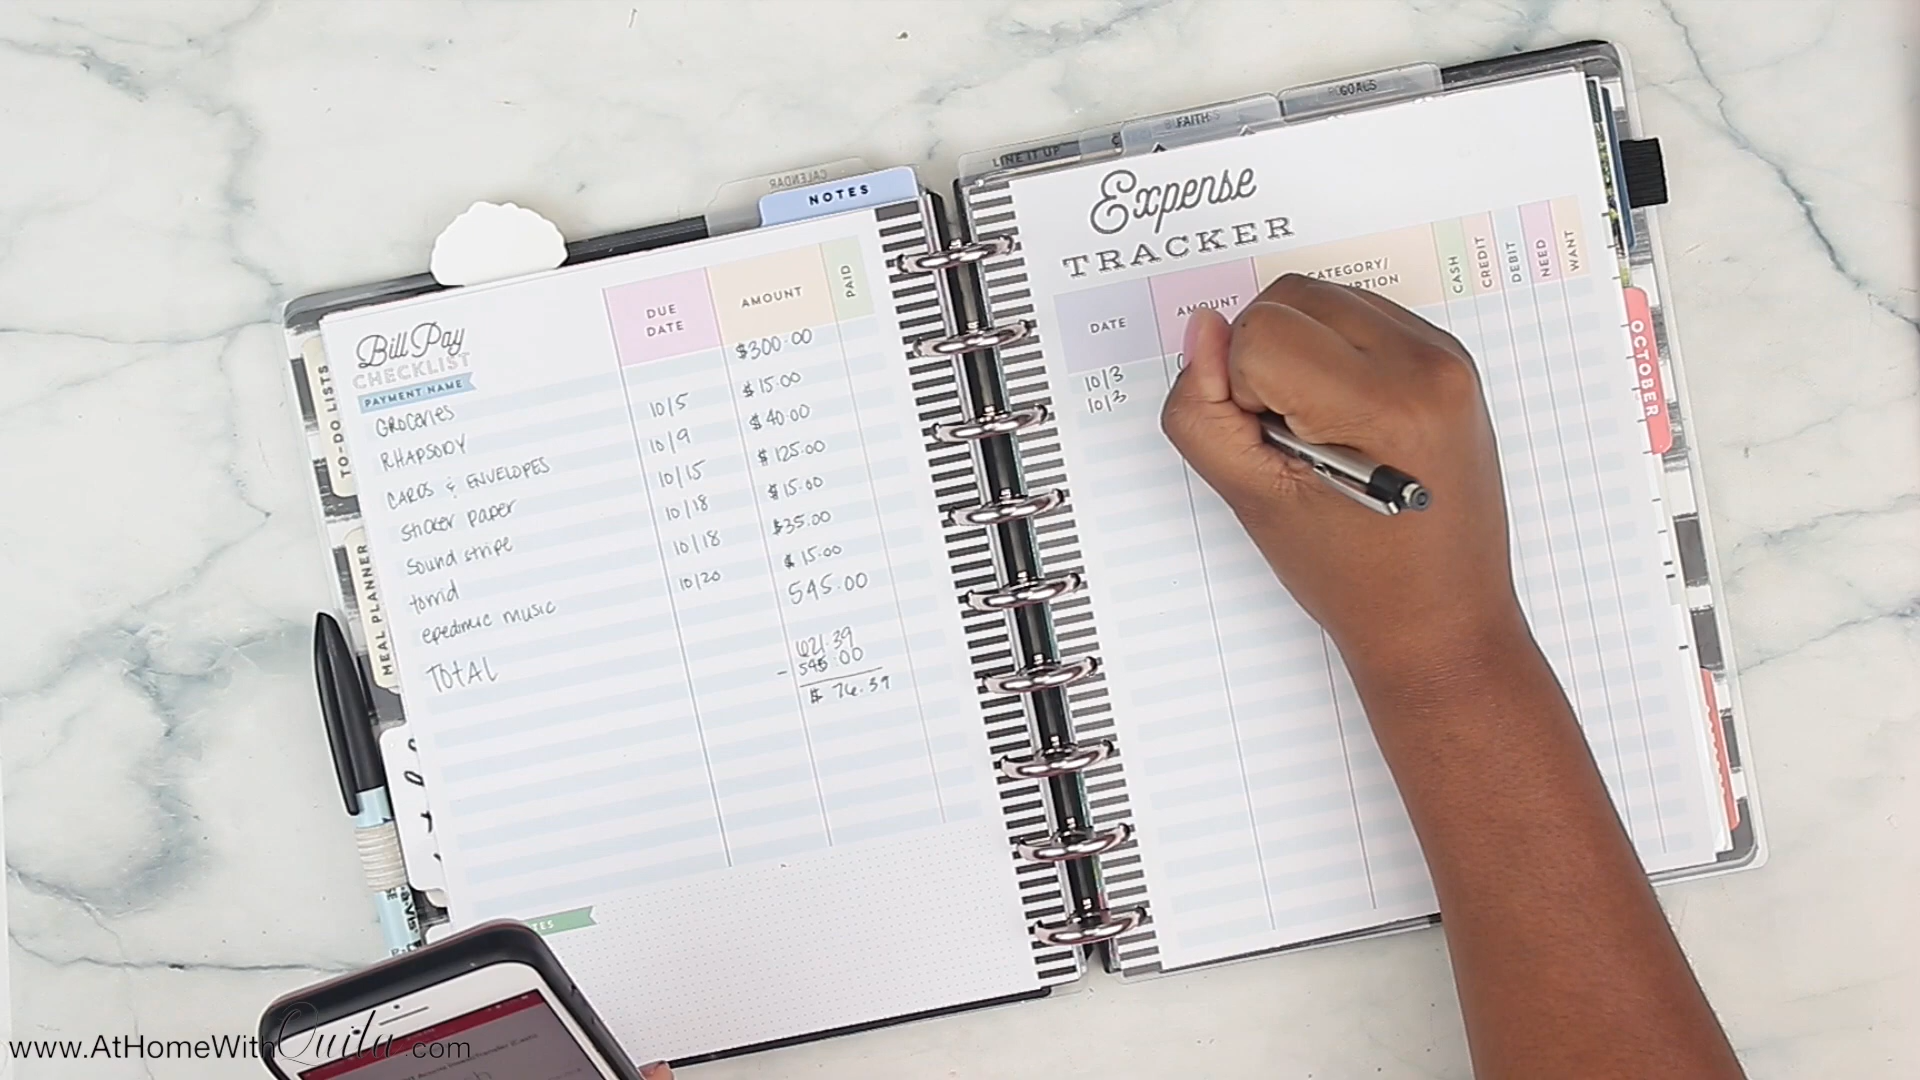 GOALS
FAITH
LINE IT UP
CALENDAR
NOTES
Expense
TRACKER
DATE
AMOUNT
CATEGORY/
CASH
CREDIT
DEBIT
NEED
WANT
10/3
10/3
OCTOBER
TO-DO LISTS
MEAL PLANNER
Bill Pay
CHECKLIST
PAYMENT NAME
DUE DATE
AMOUNT
PAID
GROCERIES $300.00
RHAPSODY 10/5 $15.00
CARDS & ENVELOPES 10/9 $40.00
sticker paper 10/15 $125.00
sound stripe 10/18 $15.00
torrid 10/18 $35.00
epedimic music 10/20 $15.00
TOTAL 545.00
621.39
- 545.00
$ 76.39
www.AtHomeWithQuita.com